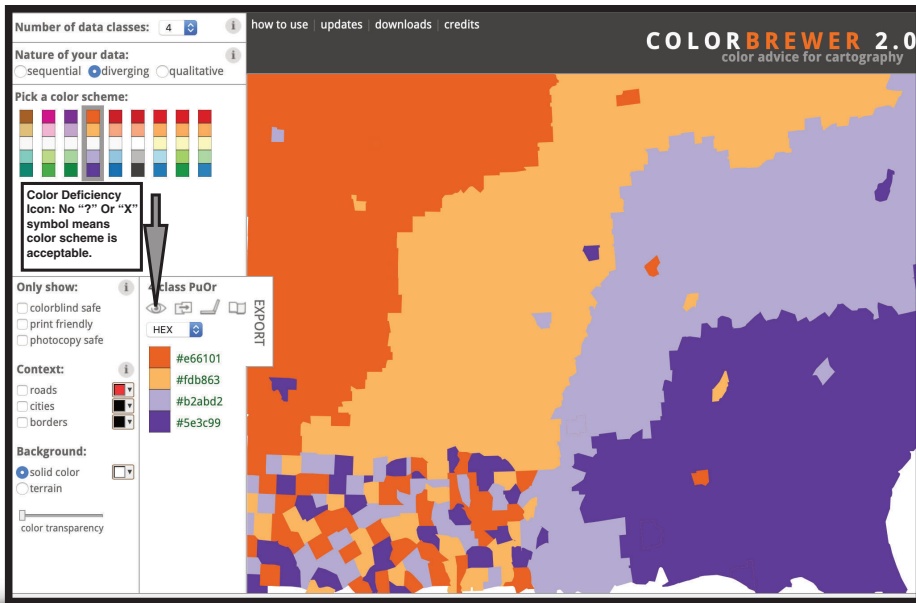 Number of data classes: 4 i
how to use | updates | downloads | credits
COLORBREWER 2.0
color advice for cartography
Nature of your data: i
sequential diverging qualitative
Pick a color scheme:
Color Deficiency
Icon: No “?” Or “X”
symbol means
color scheme is
acceptable.
Only show: i
colorblind safe
print friendly
photocopy safe
Context: i
roads
cities
borders
Background:
solid color
terrain
color transparency
class PuOr
EXPORT
HEX
#e66101
#fdb863
#b2abd2
#5e3c99